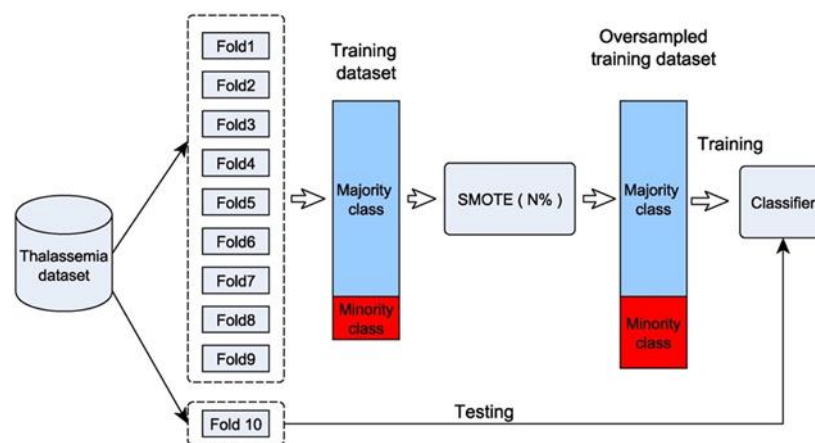 Thalassemia
dataset
Fold1
Fold2
Fold3
Fold4
Fold5
Fold6
Fold7
Fold8
Fold9
Fold 10
Training
dataset
Majority
class
Minority
class
SMOTE ( N% )
Oversampled
training dataset
Majority
class
Minority
class
Training
Classifier
Testing